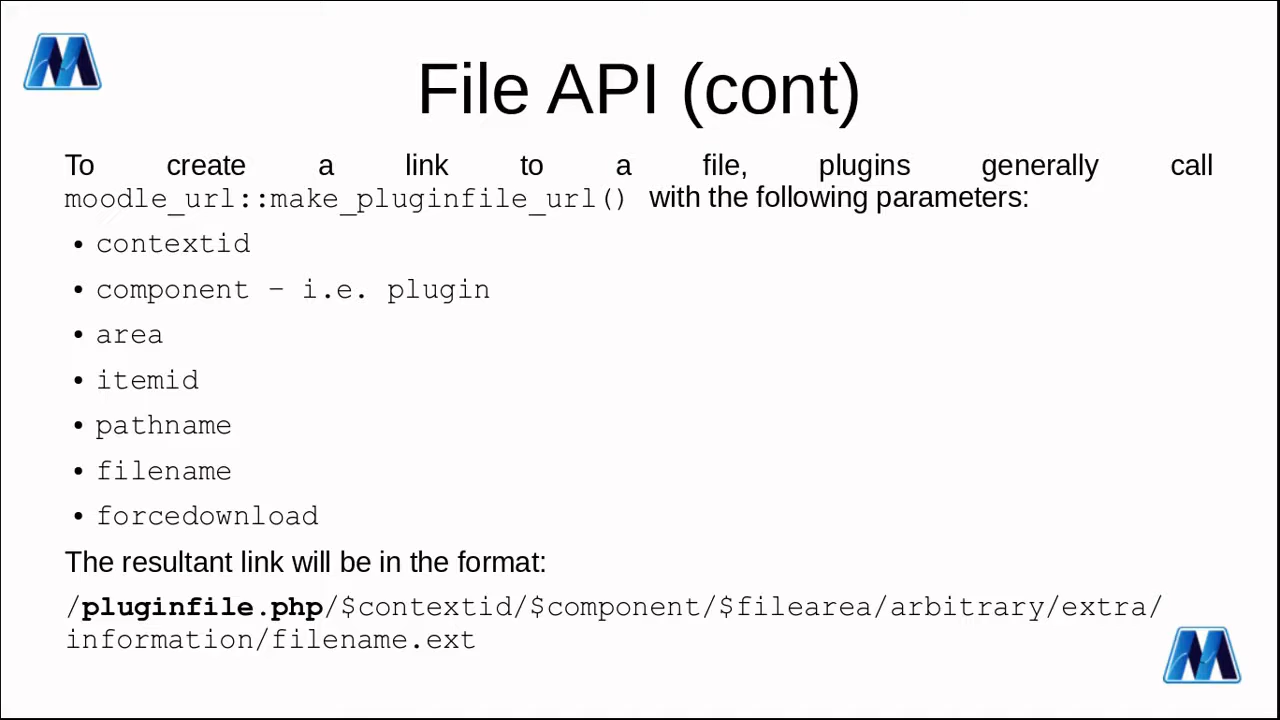 File API (cont)
To create a link to a file, plugins generally call
moodle_url::make_pluginfile_url() with the following parameters:
• contextid
• component – i.e. plugin
• area
• itemid
• pathname
• filename
• forcedownload
The resultant link will be in the format:
/pluginfile.php/$contextid/$component/$filearea/arbitrary/extra/
information/filename.ext